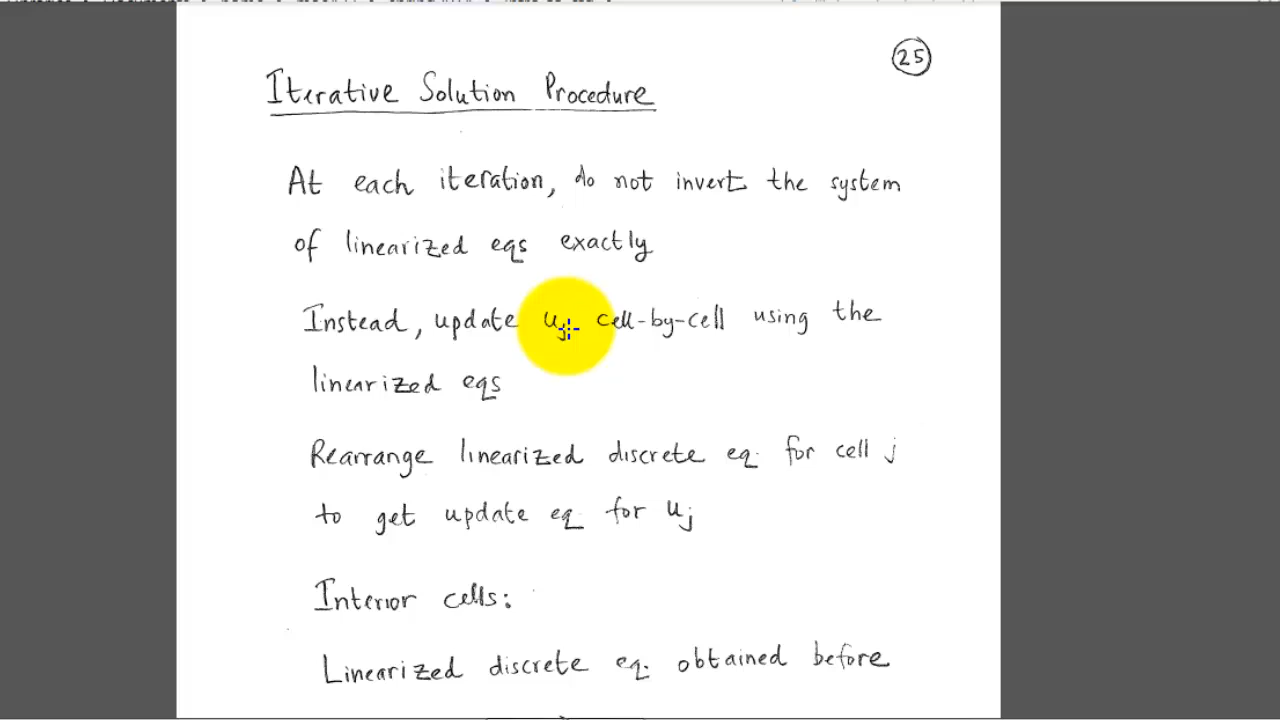 25
Iterative Solution Procedure
At each iteration, do not invert the system
of linearized eqs exactly
Instead, update uj cell-by-cell using the
linearized eqs
Rearrange linearized discrete eq. for cell j
to get update eq for uj
Interior cells:
Linearized discrete eq. obtained before